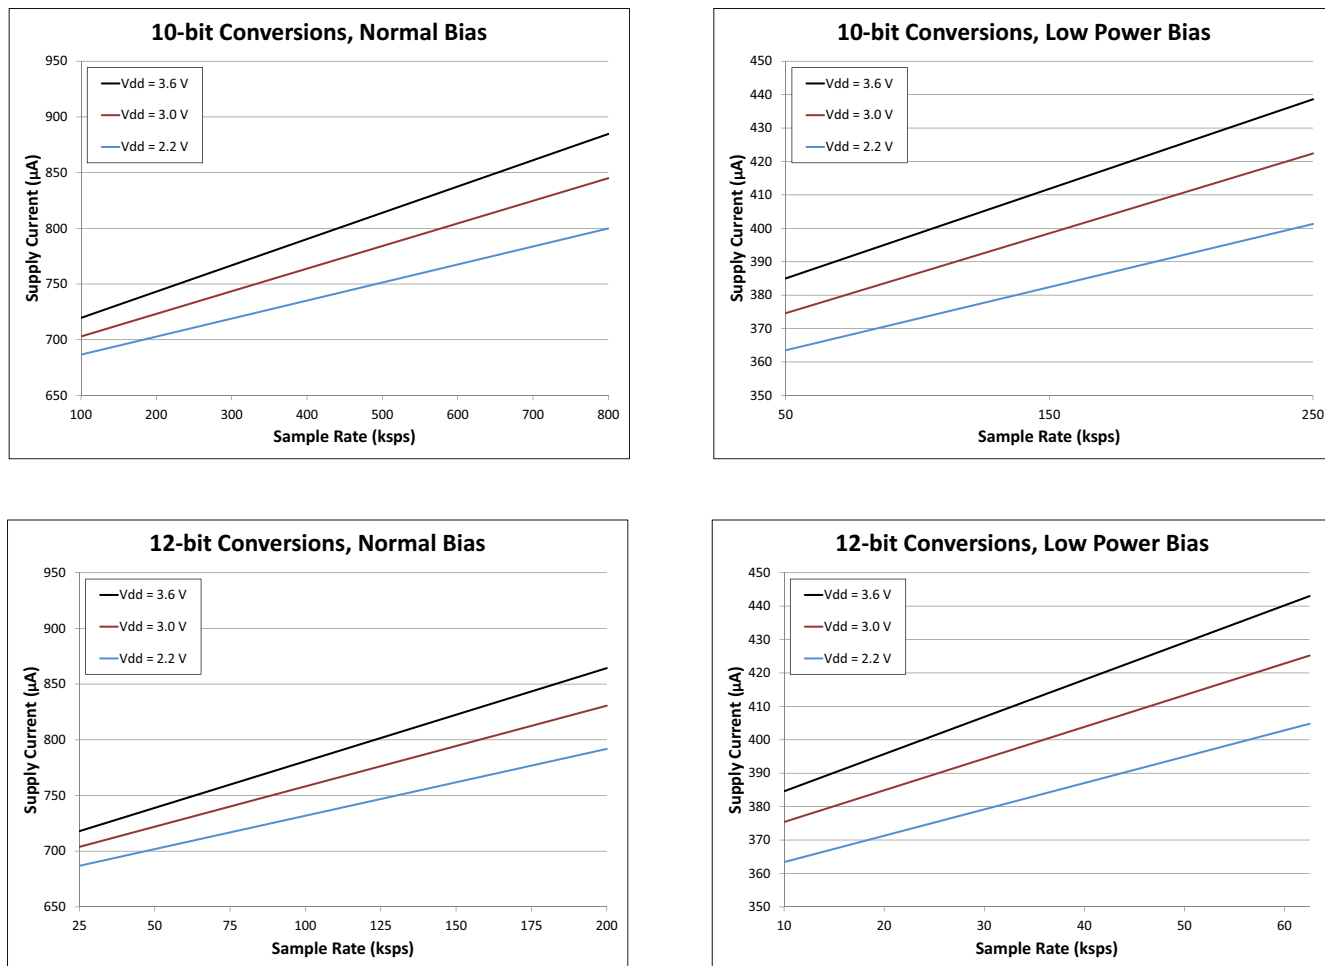 10-bit Conversions, Normal Bias
950
900
850
800
750
700
650
Supply Current (µA)
Vdd = 3.6 V
Vdd = 3.0 V
Vdd = 2.2 V
100 200 300 400 500 600 700 800
Sample Rate (ksps)
10-bit Conversions, Low Power Bias
450
440
430
420
410
400
390
380
370
360
350
Supply Current (µA)
Vdd = 3.6 V
Vdd = 3.0 V
Vdd = 2.2 V
50 150 250
Sample Rate (ksps)
12-bit Conversions, Normal Bias
950
900
850
800
750
700
650
Supply Current (µA)
Vdd = 3.6 V
Vdd = 3.0 V
Vdd = 2.2 V
25 50 75 100 125 150 175 200
Sample Rate (ksps)
12-bit Conversions, Low Power Bias
450
440
430
420
410
400
390
380
370
360
350
Supply Current (µA)
Vdd = 3.6 V
Vdd = 3.0 V
Vdd = 2.2 V
10 20 30 40 50 60
Sample Rate (ksps)